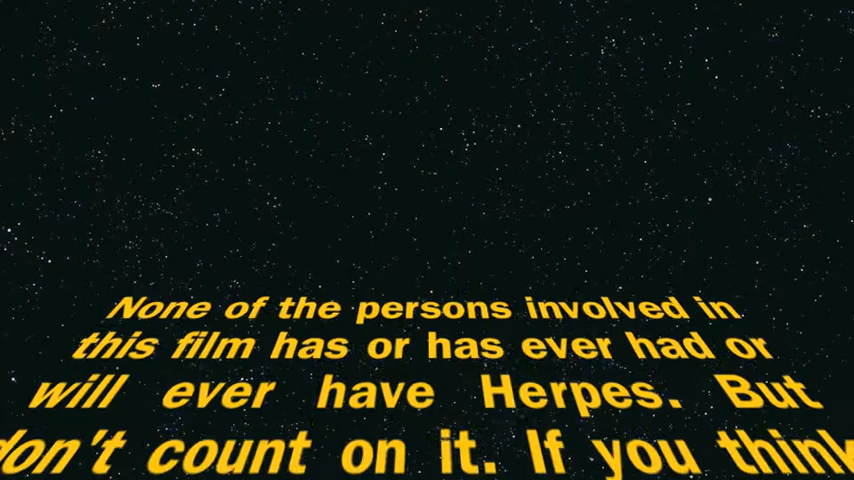 None of the persons involved in
this film has or has ever had or
will ever have Herpes. But
don't count on it. If you think